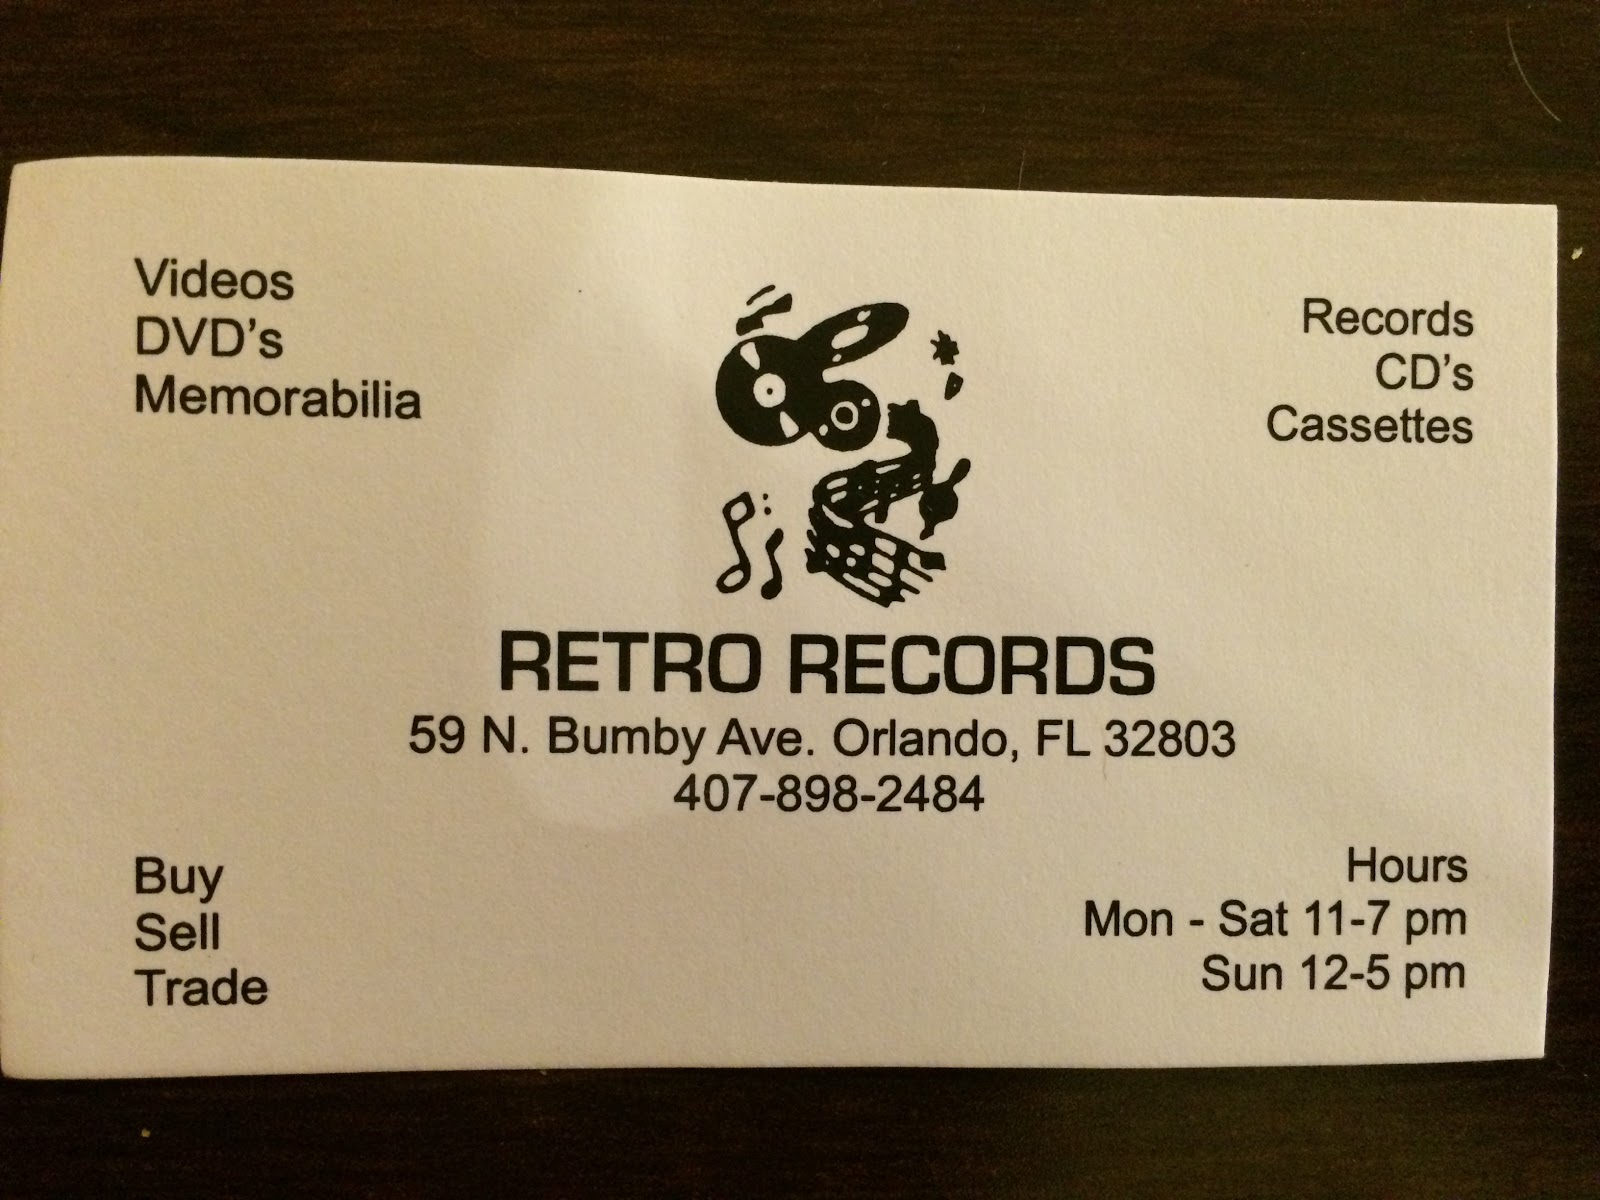 Videos
DVD's
Memorabilia
Records
CD's
Cassettes
RETRO RECORDS
59 N. Bumby Ave. Orlando, FL 32803
407-898-2484
Buy
Sell
Trade
Hours
Mon - Sat 11-7 pm
Sun 12-5 pm